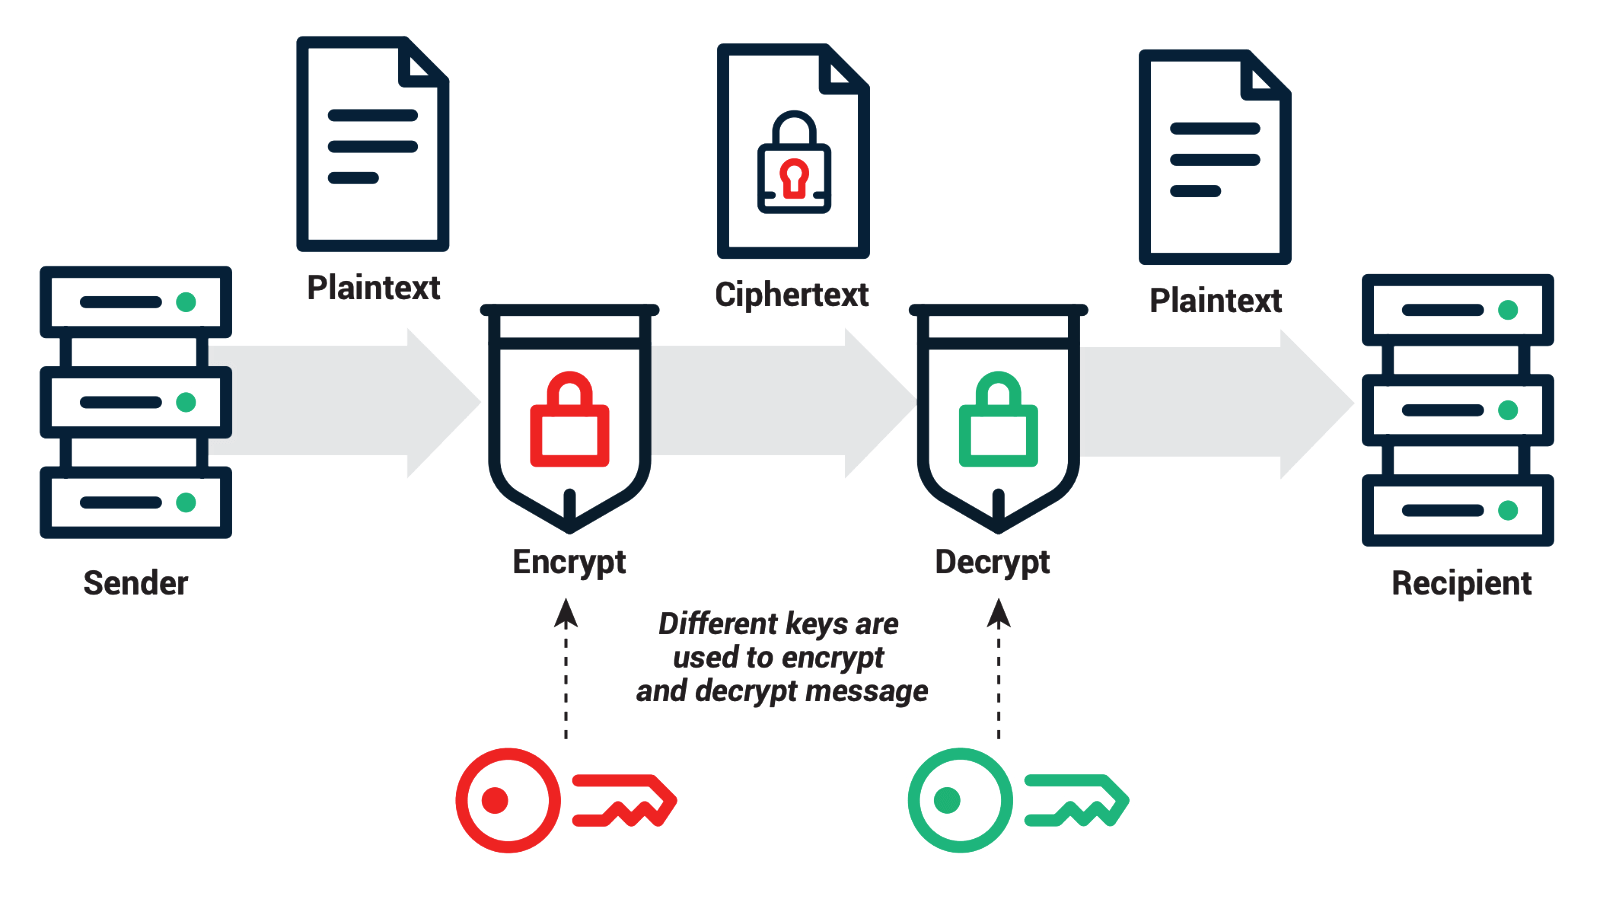 Plaintext
Ciphertext
Plaintext
Sender
Encrypt
Decrypt
Recipient
Different keys are
used to encrypt
and decrypt message